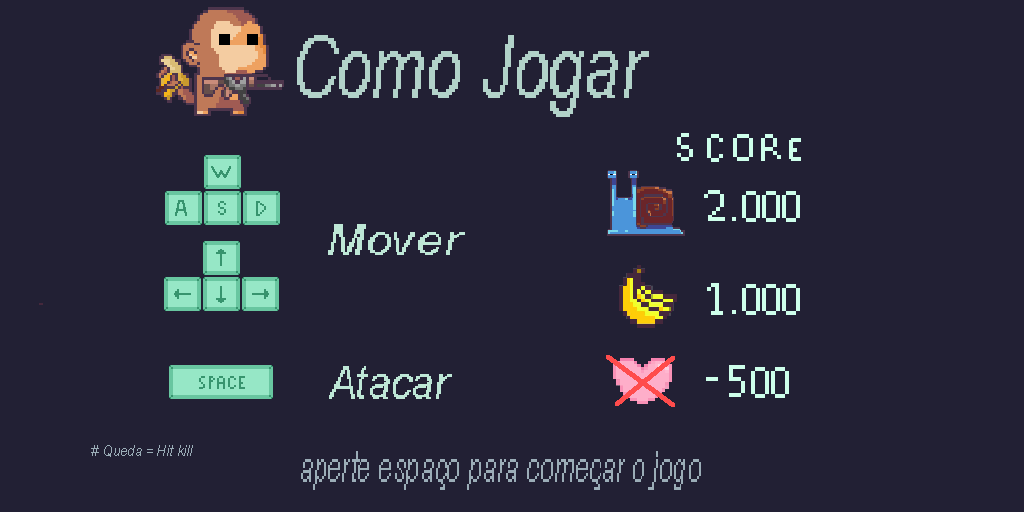 Como Jogar
SCORE
W
A S D
2.000
Mover
↑
← ↓ →
1.000
SPACE
Atacar
-500
# Queda = Hit kill
aperte espaço para começar o jogo